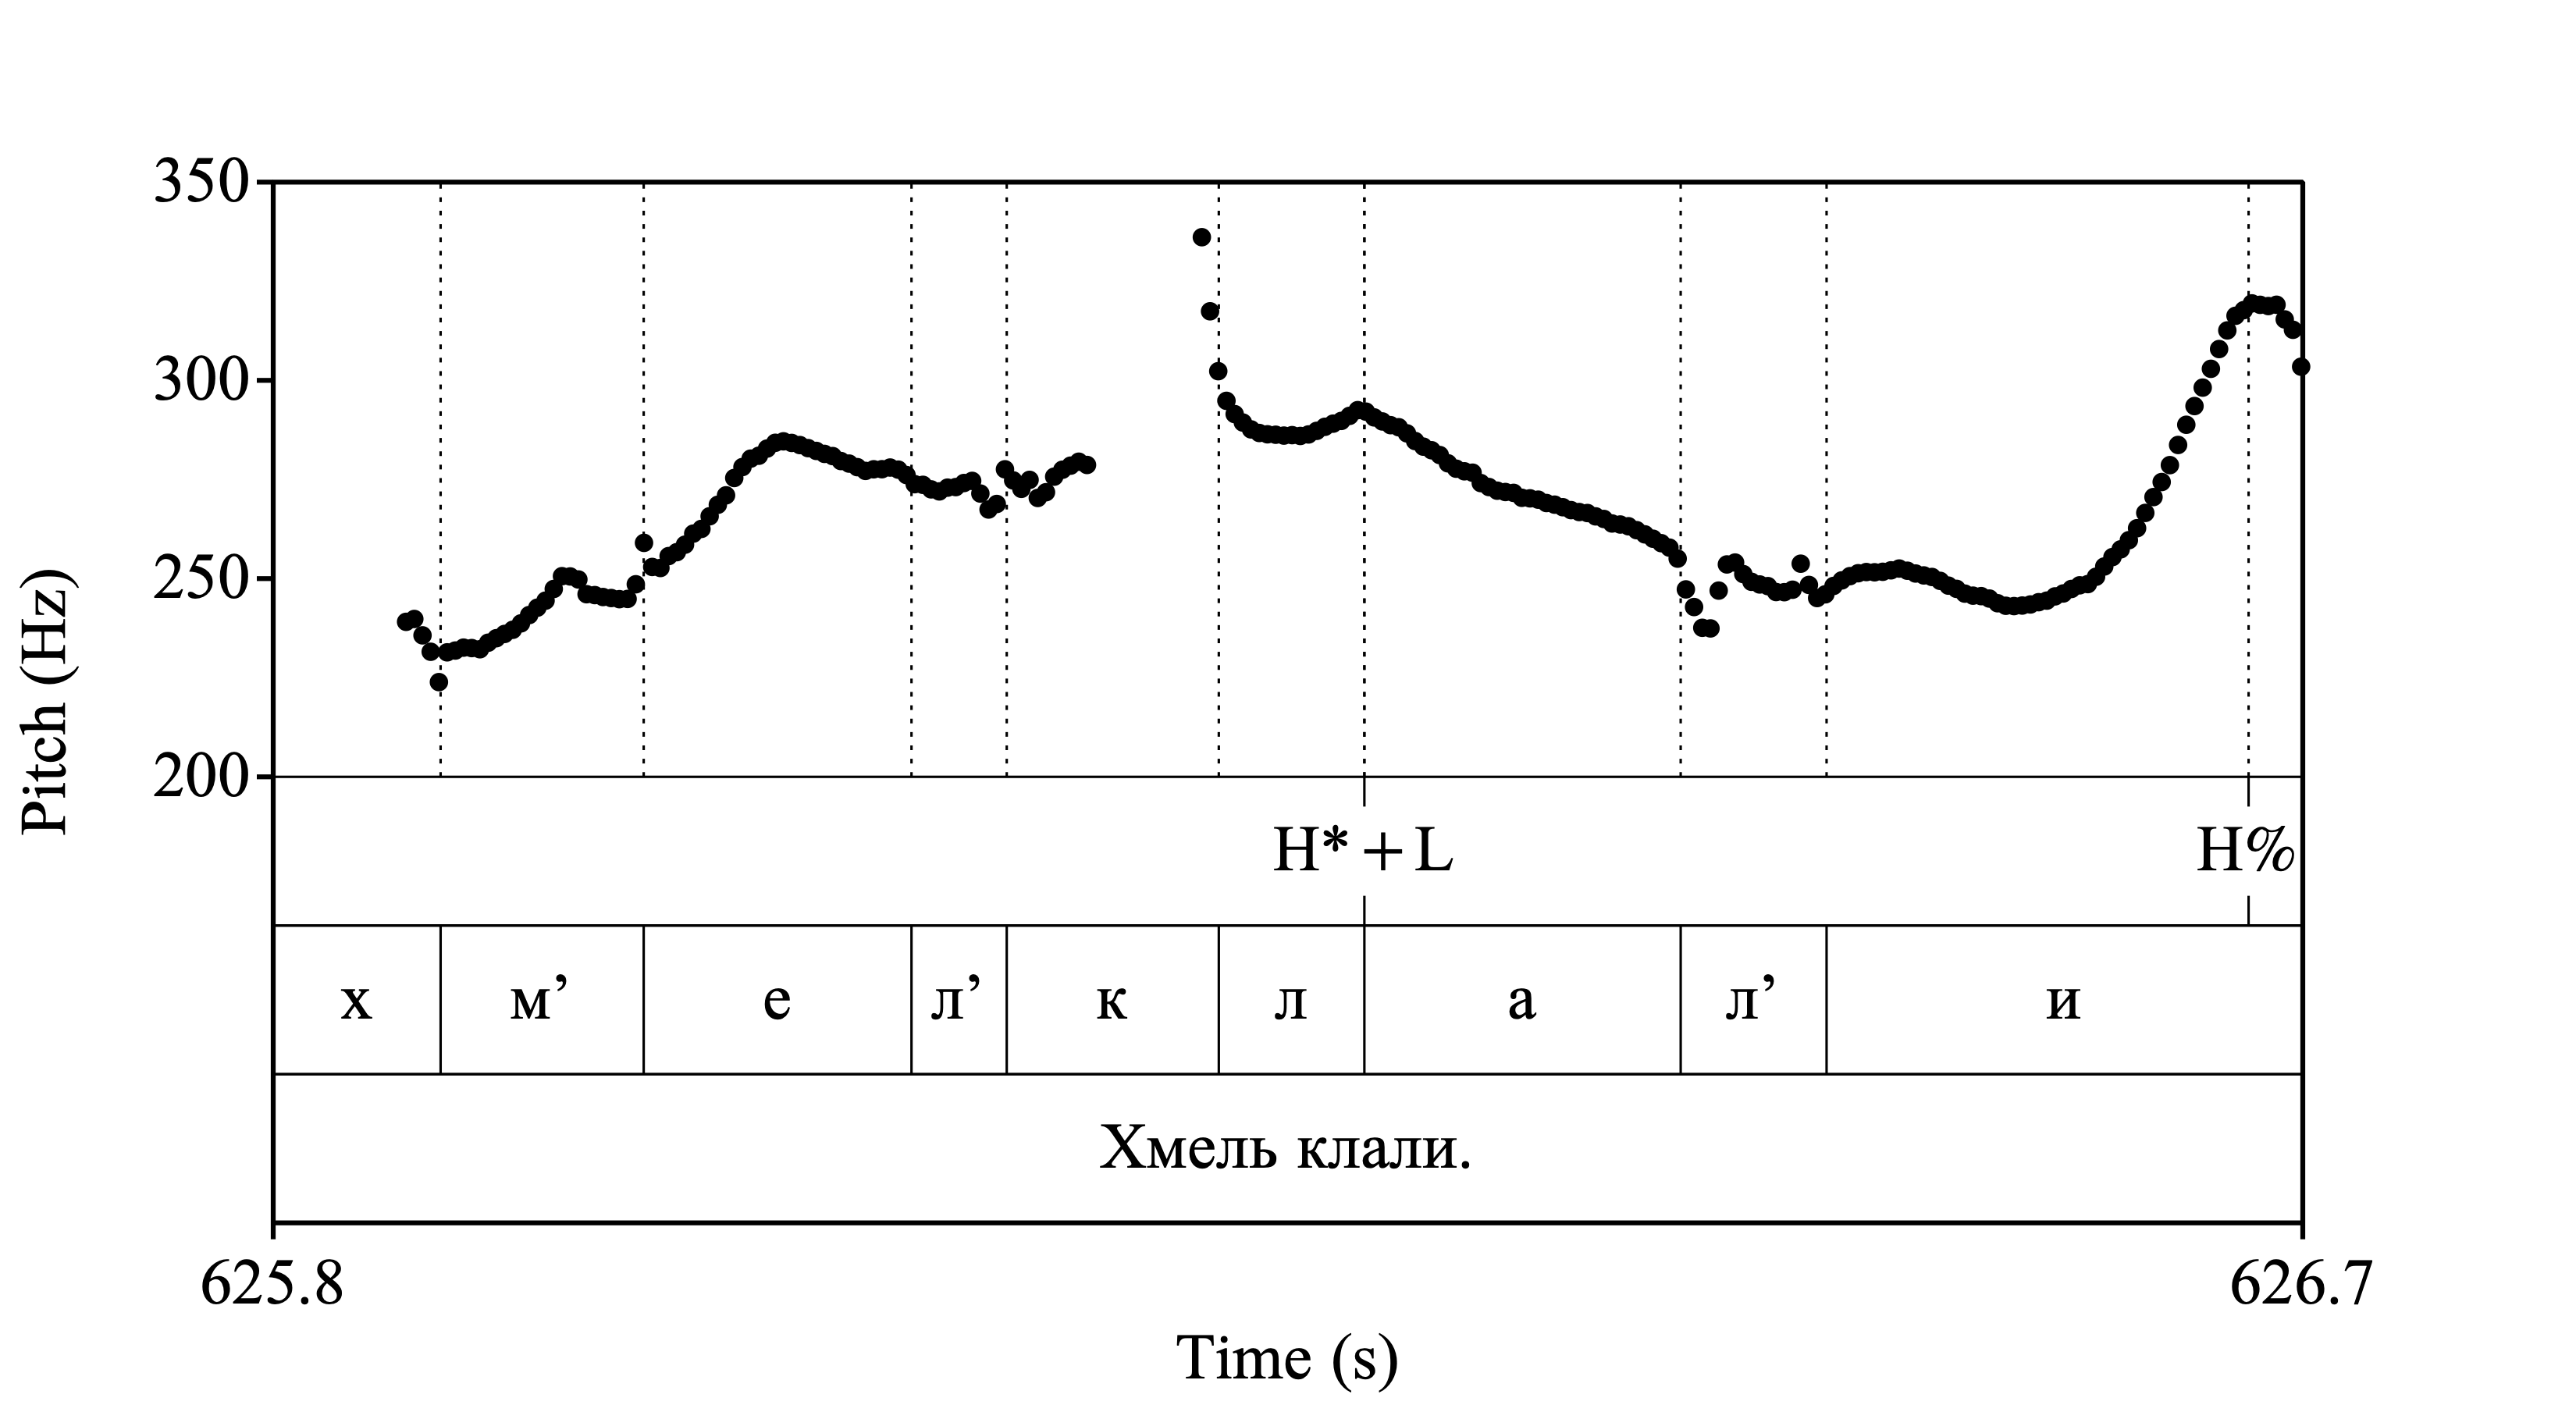 350
300
250
200
Pitch (Hz)
H*+L H%
х м’ е л’ к л а л’ и
Хмель клали.
625.8 626.7
Time (s)